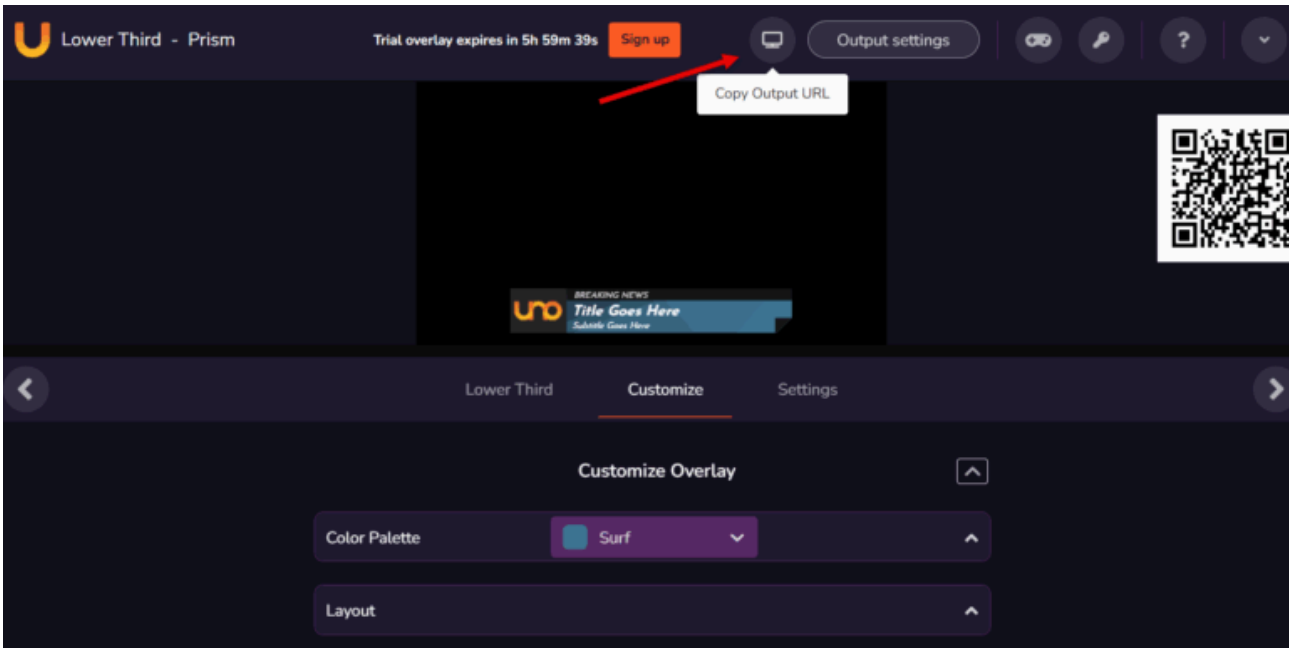 Lower Third - Prism
Trial overlay expires in 5h 59m 39s
Sign up
Output settings
?
Copy Output URL
uno
BREAKING NEWS
Title Goes Here
Subtitle Goes Here
Lower Third
Customize
Settings
Customize Overlay
Color Palette
Surf
Layout